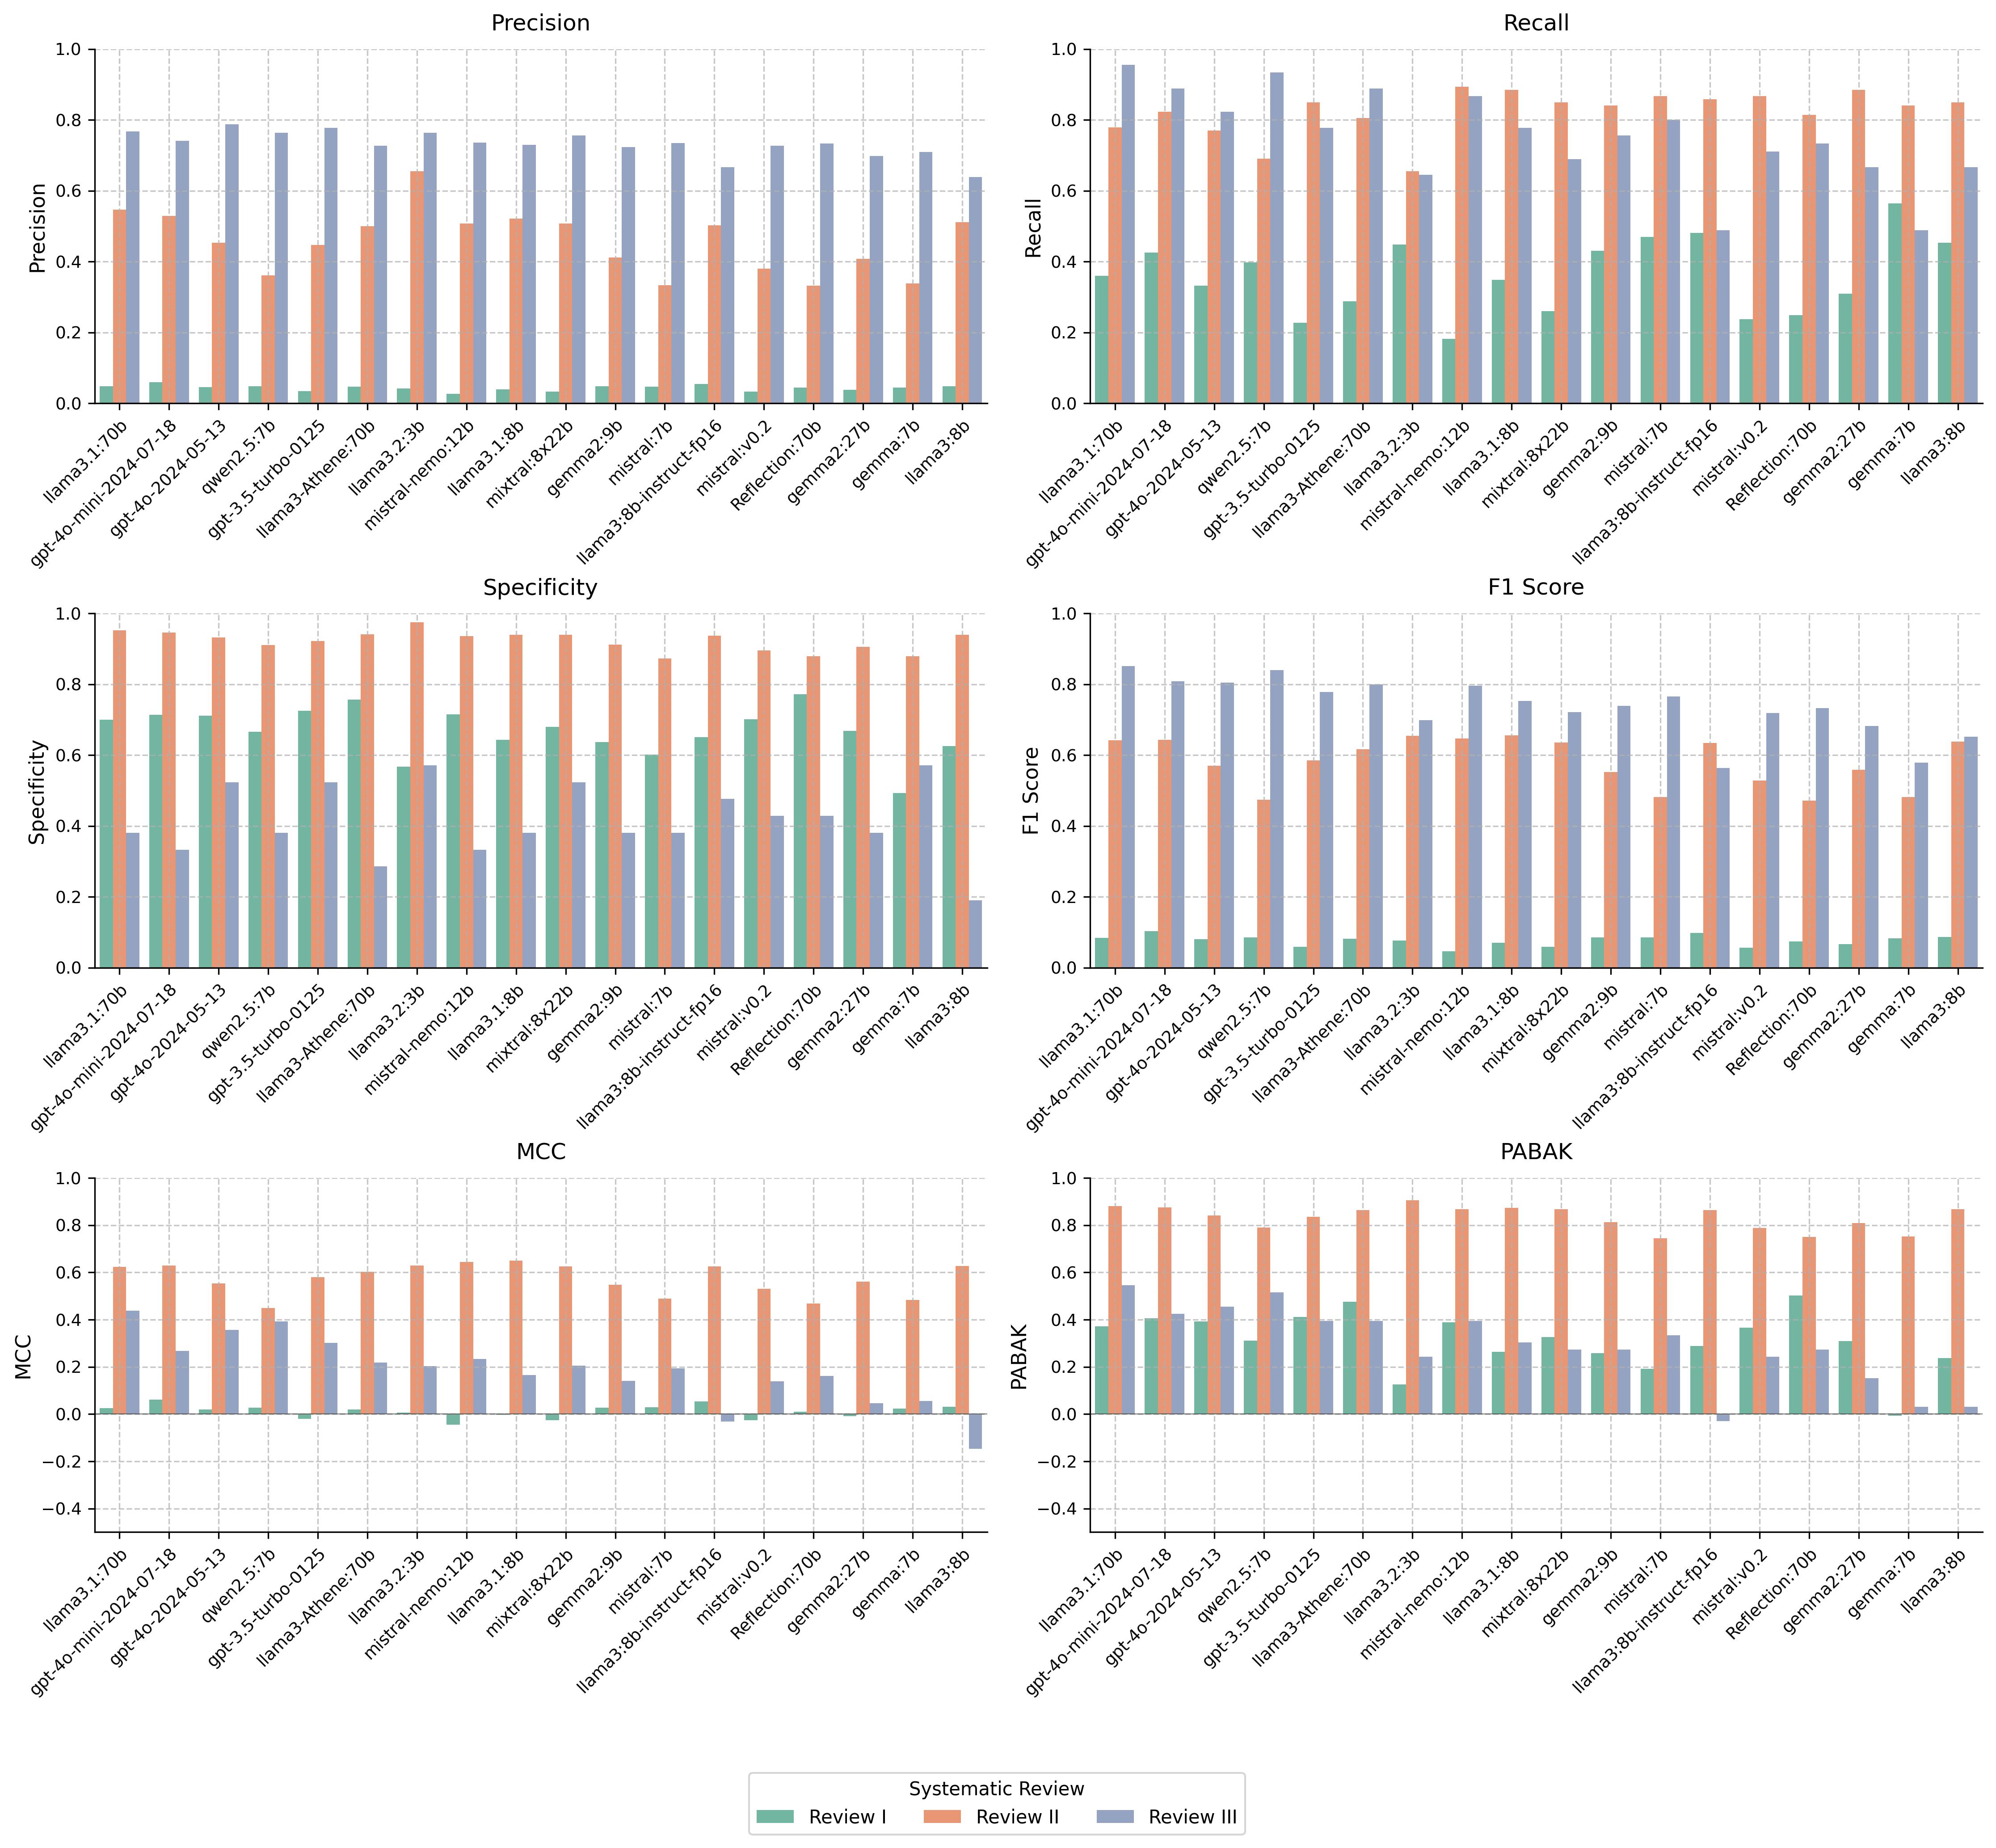 Precision
Precision
1.0
0.8
0.6
0.4
0.2
0.0
llama3.1:70b
gpt-4o-mini-2024-07-18
gpt-4o-2024-05-13
qwen2.5:7b
gpt-3.5-turbo-0125
llama3-Athene:70b
llama3.2:3b
mistral-nemo:12b
llama3.1:8b
mixtral:8x22b
gemma2:9b
mistral:7b
llama3:8b-instruct-fp16
mistral:v0.2
Reflection:70b
gemma2:27b
gemma:7b
llama3:8b
Recall
Recall
1.0
0.8
0.6
0.4
0.2
0.0
llama3.1:70b
gpt-4o-mini-2024-07-18
gpt-4o-2024-05-13
qwen2.5:7b
gpt-3.5-turbo-0125
llama3-Athene:70b
llama3.2:3b
mistral-nemo:12b
llama3.1:8b
mixtral:8x22b
gemma2:9b
mistral:7b
llama3:8b-instruct-fp16
mistral:v0.2
Reflection:70b
gemma2:27b
gemma:7b
llama3:8b
Specificity
Specificity
1.0
0.8
0.6
0.4
0.2
0.0
llama3.1:70b
gpt-4o-mini-2024-07-18
gpt-4o-2024-05-13
qwen2.5:7b
gpt-3.5-turbo-0125
llama3-Athene:70b
llama3.2:3b
mistral-nemo:12b
llama3.1:8b
mixtral:8x22b
gemma2:9b
mistral:7b
llama3:8b-instruct-fp16
mistral:v0.2
Reflection:70b
gemma2:27b
gemma:7b
llama3:8b
F1 Score
F1 Score
1.0
0.8
0.6
0.4
0.2
0.0
llama3.1:70b
gpt-4o-mini-2024-07-18
gpt-4o-2024-05-13
qwen2.5:7b
gpt-3.5-turbo-0125
llama3-Athene:70b
llama3.2:3b
mistral-nemo:12b
llama3.1:8b
mixtral:8x22b
gemma2:9b
mistral:7b
llama3:8b-instruct-fp16
mistral:v0.2
Reflection:70b
gemma2:27b
gemma:7b
llama3:8b
MCC
MCC
1.0
0.8
0.6
0.4
0.2
0.0
−0.2
−0.4
llama3.1:70b
gpt-4o-mini-2024-07-18
gpt-4o-2024-05-13
qwen2.5:7b
gpt-3.5-turbo-0125
llama3-Athene:70b
llama3.2:3b
mistral-nemo:12b
llama3.1:8b
mixtral:8x22b
gemma2:9b
mistral:7b
llama3:8b-instruct-fp16
mistral:v0.2
Reflection:70b
gemma2:27b
gemma:7b
llama3:8b
PABAK
PABAK
1.0
0.8
0.6
0.4
0.2
0.0
−0.2
−0.4
llama3.1:70b
gpt-4o-mini-2024-07-18
gpt-4o-2024-05-13
qwen2.5:7b
gpt-3.5-turbo-0125
llama3-Athene:70b
llama3.2:3b
mistral-nemo:12b
llama3.1:8b
mixtral:8x22b
gemma2:9b
mistral:7b
llama3:8b-instruct-fp16
mistral:v0.2
Reflection:70b
gemma2:27b
gemma:7b
llama3:8b
Systematic Review
Review I
Review II
Review III